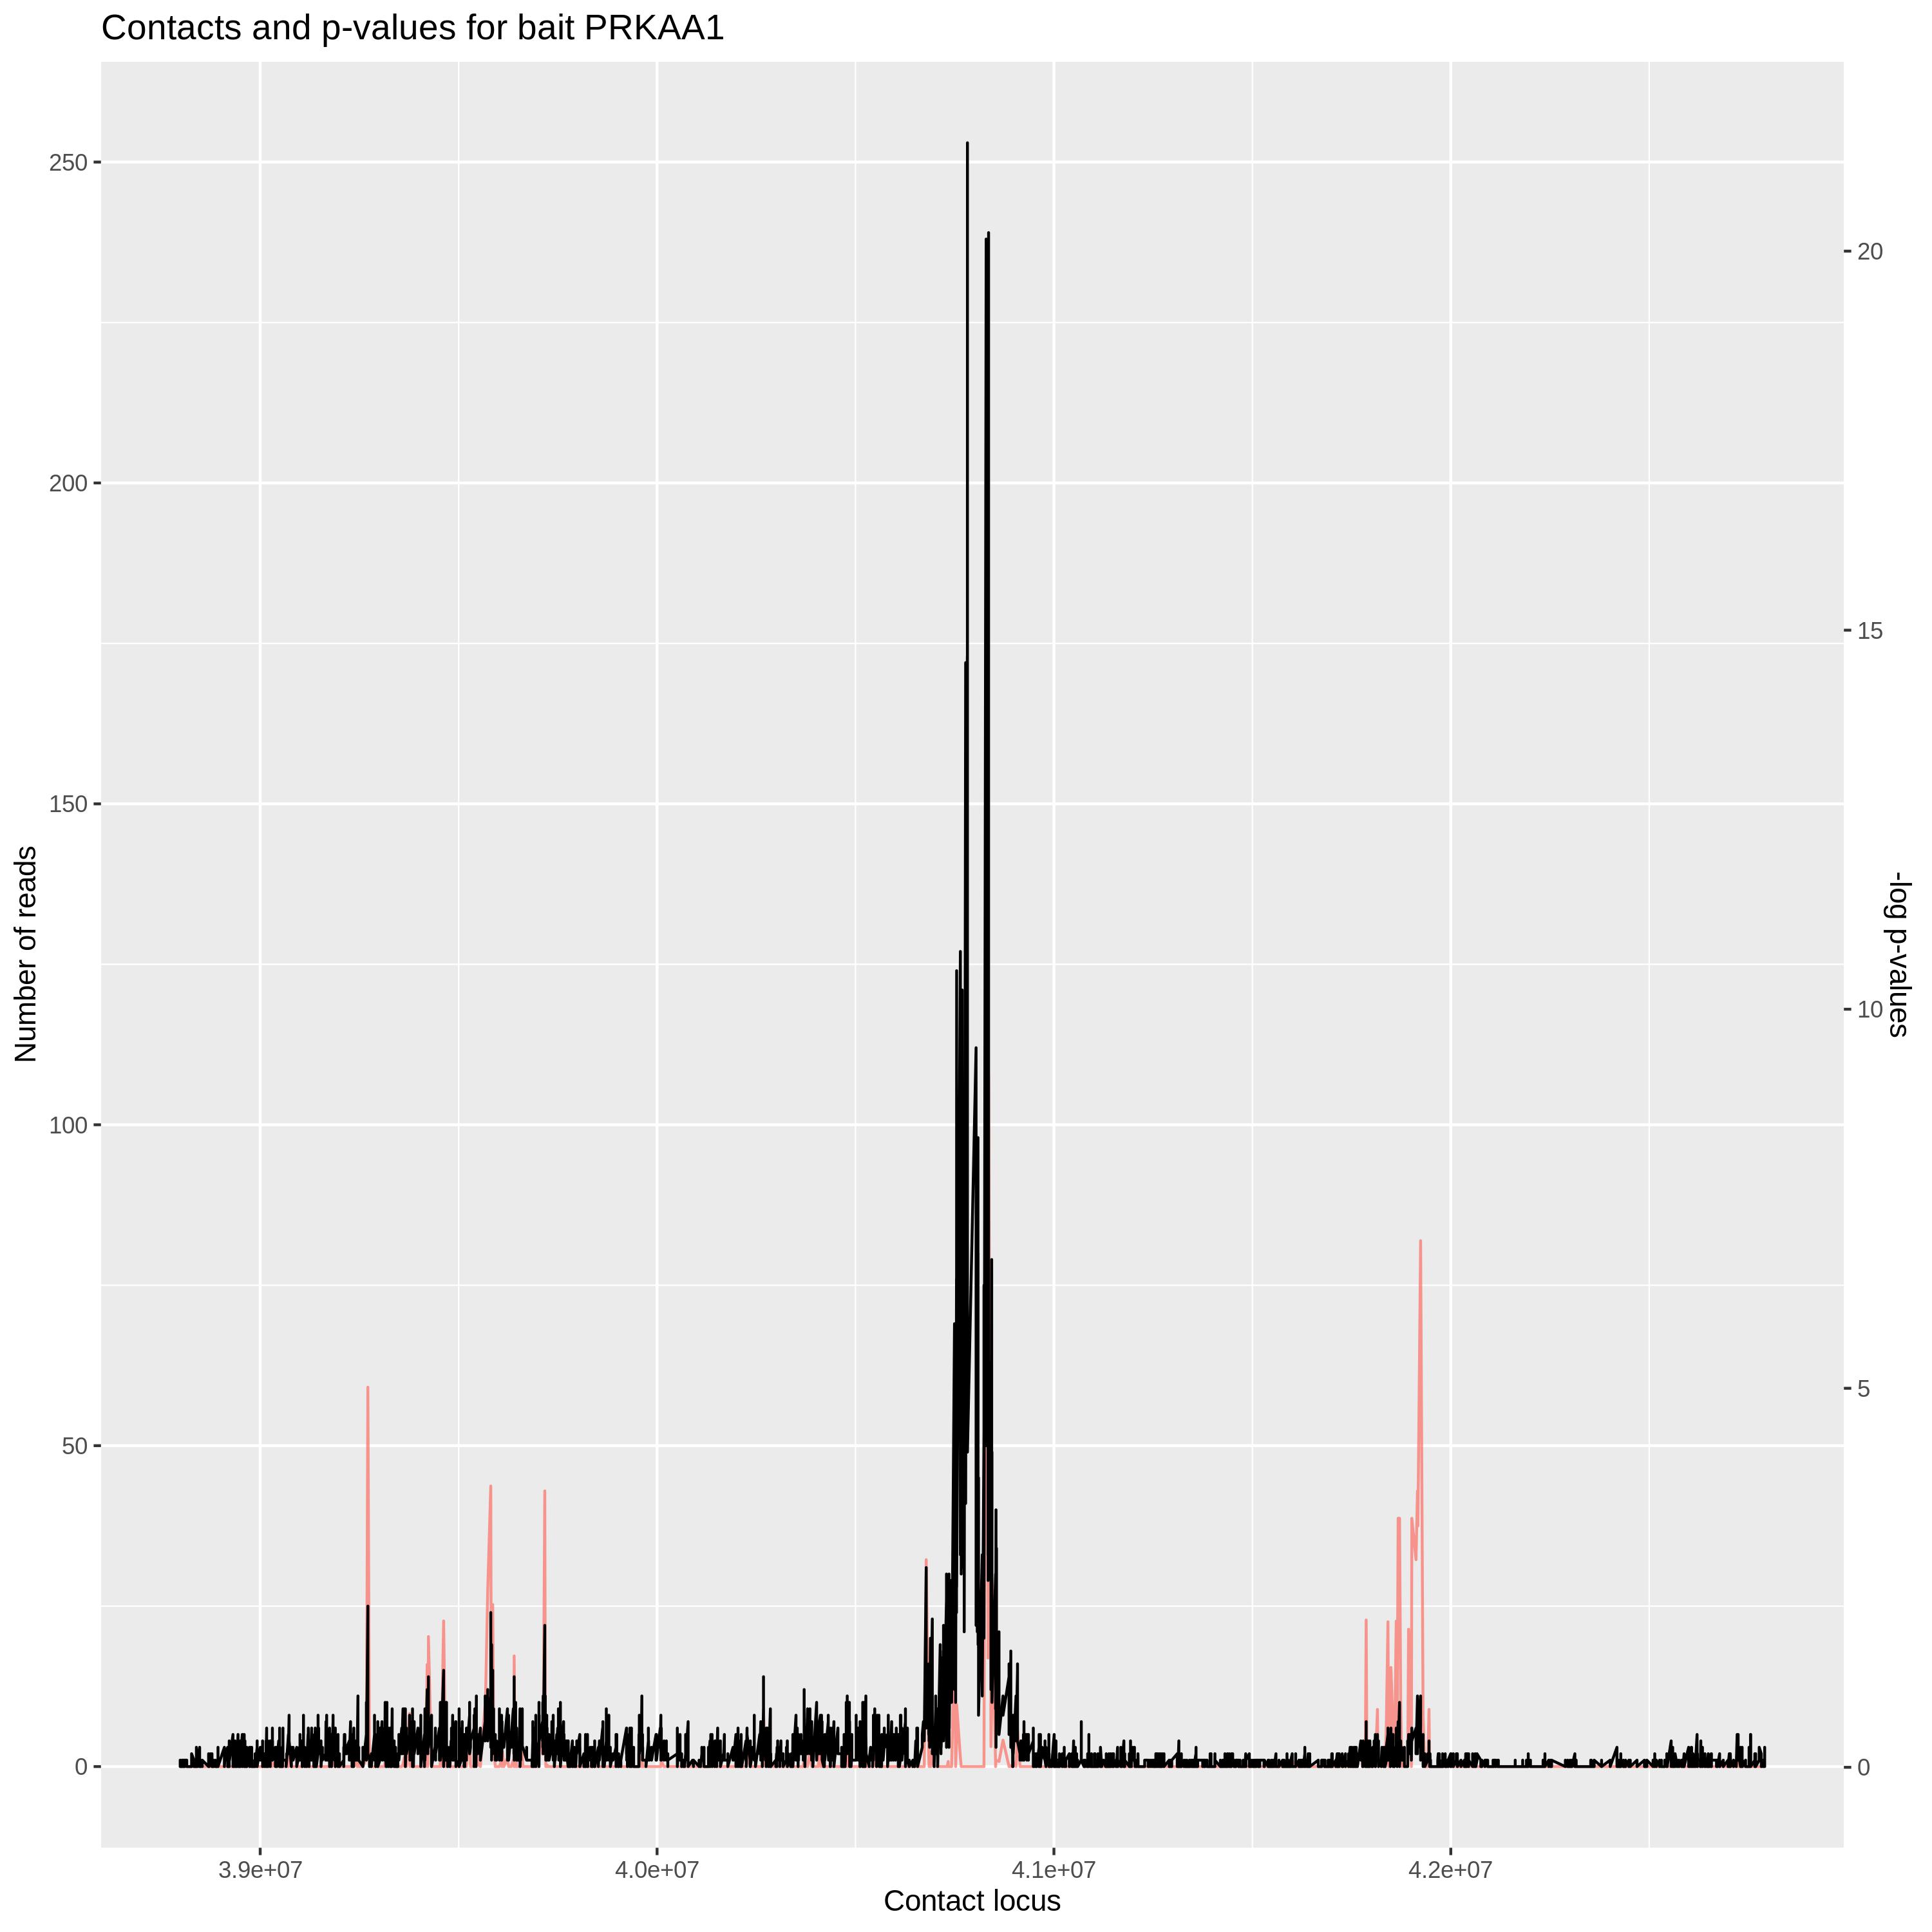 Contacts and p-values for bait PRKAA1
250
200
150
100
50
0
Number of reads
20
15
10
5
0
-log p-values
3.9e+07 4.0e+07 4.1e+07 4.2e+07
Contact locus